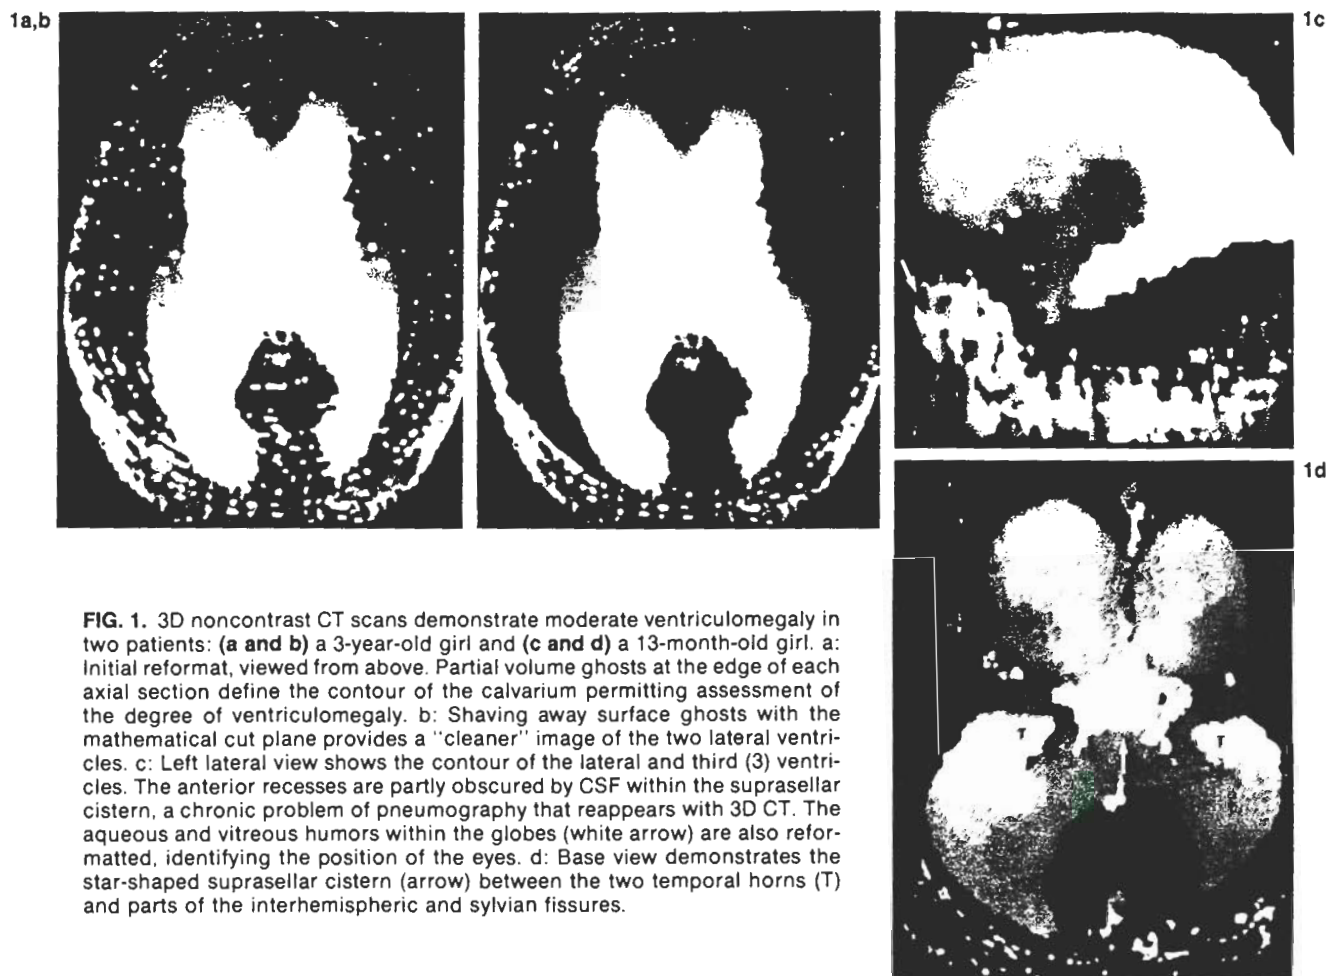 1a,b
1c
3
1d
T T
FIG. 1. 3D noncontrast CT scans demonstrate moderate ventriculomegaly in
two patients: (a and b) a 3-year-old girl and (c and d) a 13-month-old girl. a:
Initial reformat, viewed from above. Partial volume ghosts at the edge of each
axial section define the contour of the calvarium permitting assessment of
the degree of ventriculomegaly. b: Shaving away surface ghosts with the
mathematical cut plane provides a "cleaner" image of the two lateral ventri-
cles. c: Left lateral view shows the contour of the lateral and third (3) ventri-
cles. The anterior recesses are partly obscured by CSF within the suprasellar
cistern, a chronic problem of pneumography that reappears with 3D CT. The
aqueous and vitreous humors within the globes (white arrow) are also refor-
matted, identifying the position of the eyes. d: Base view demonstrates the
star-shaped suprasellar cistern (arrow) between the two temporal horns (T)
and parts of the interhemispheric and sylvian fissures.